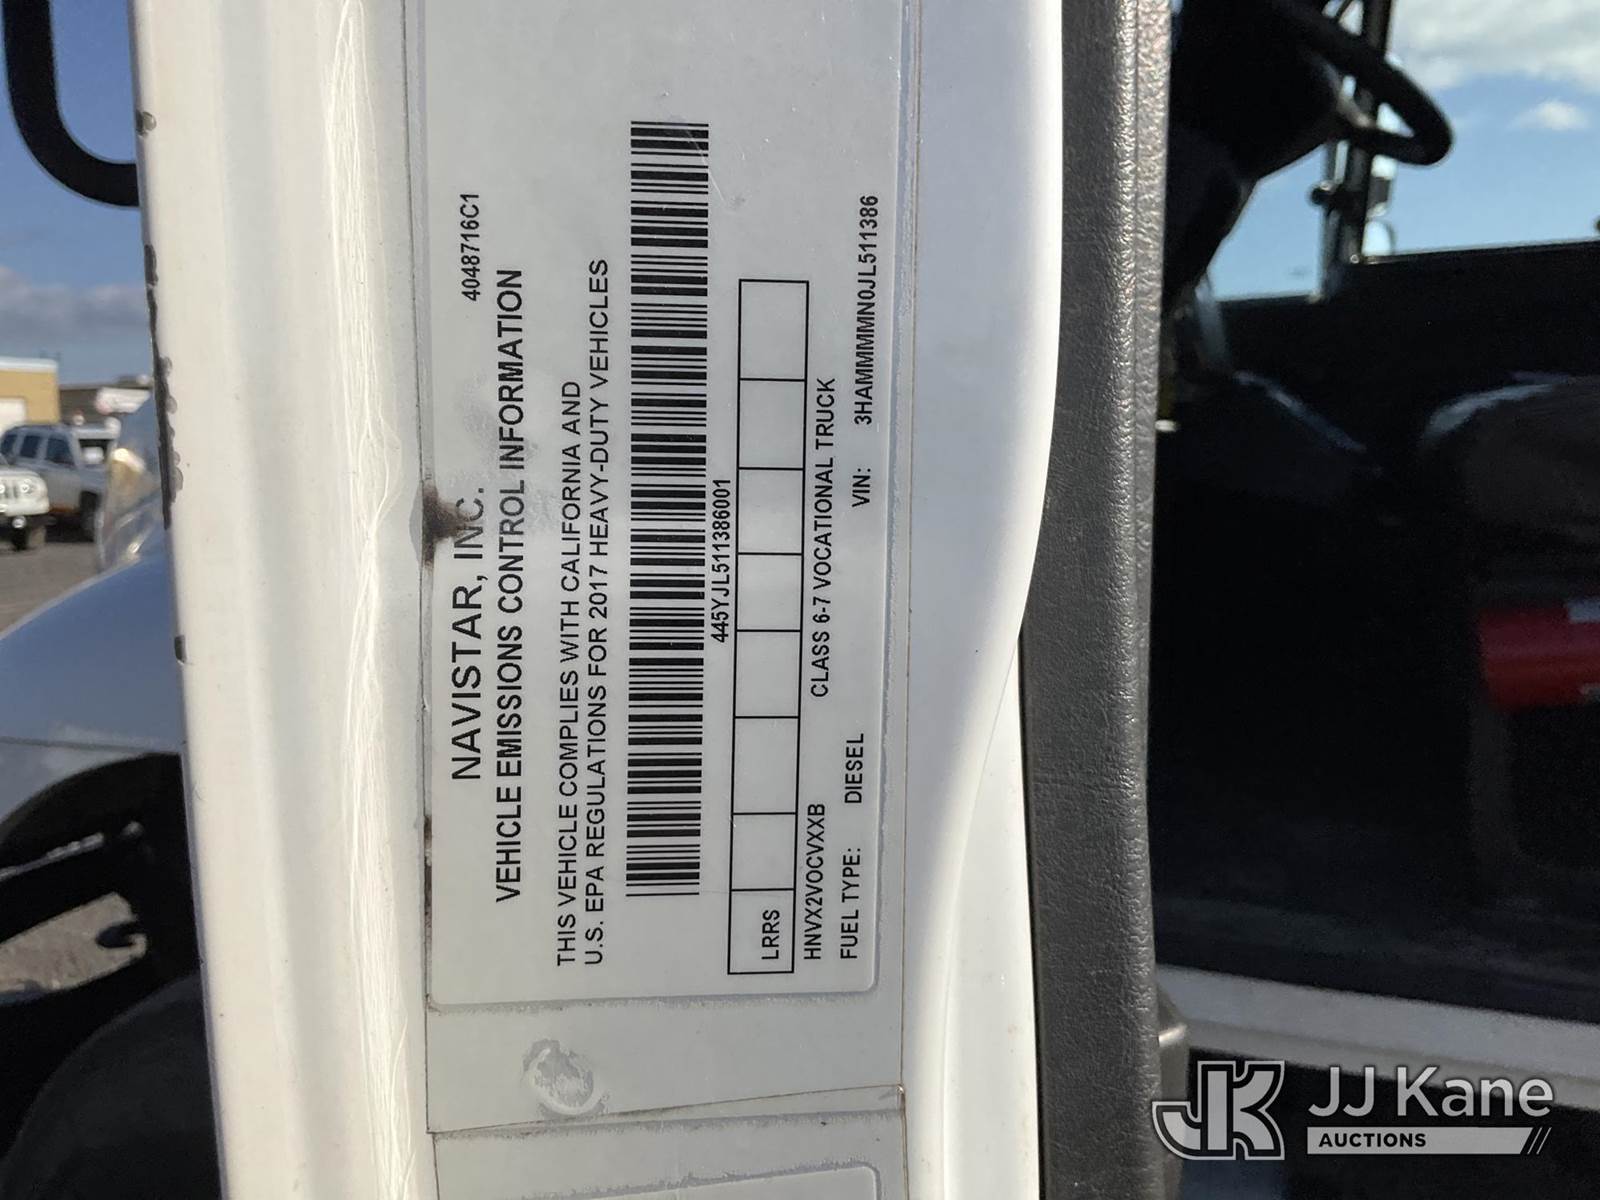 4048716C1
NAVISTAR, INC.
VEHICLE EMISSIONS CONTROL INFORMATION
THIS VEHICLE COMPLIES WITH CALIFORNIA AND
U.S. EPA REGULATIONS FOR 2017 HEAVY-DUTY VEHICLES
445YJL511386001
LRRS
HNVX2VOCVXXB CLASS 6-7 VOCATIONAL TRUCK
FUEL TYPE: DIESEL VIN: 3HAMMMMN0JL511386
JK JJ Kane
AUCTIONS